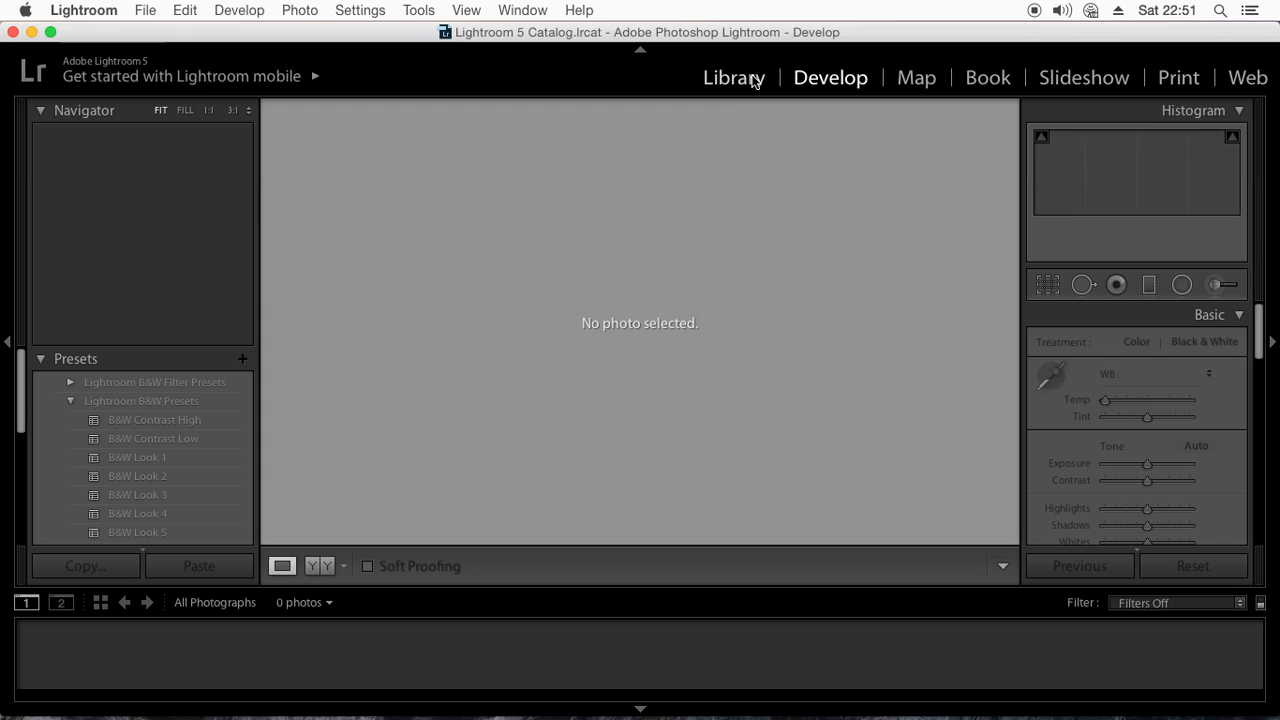 Lightroom File Edit Develop Photo Settings Tools View Window Help Sat 22:51
Lightroom 5 Catalog.lrcat - Adobe Photoshop Lightroom - Develop
Lr
Adobe Lightroom 5
Get started with Lightroom mobile
Library | Develop | Map | Book | Slideshow | Print | Web
Navigator FIT FILL 1:1 3:1
Histogram
No photo selected.
Presets +
Lightroom B&W Filter Presets
Lightroom B&W Presets
B&W Contrast High
B&W Contrast Low
B&W Look 1
B&W Look 2
B&W Look 3
B&W Look 4
B&W Look 5
Basic
Treatment : Color | Black & White
WB:
Temp
Tint
Tone Auto
Exposure
Contrast
Highlights
Shadows
Whites
Copy... Paste
YY Soft Proofing
Previous Reset
1 2 All Photographs 0 photos
Filter : Filters Off